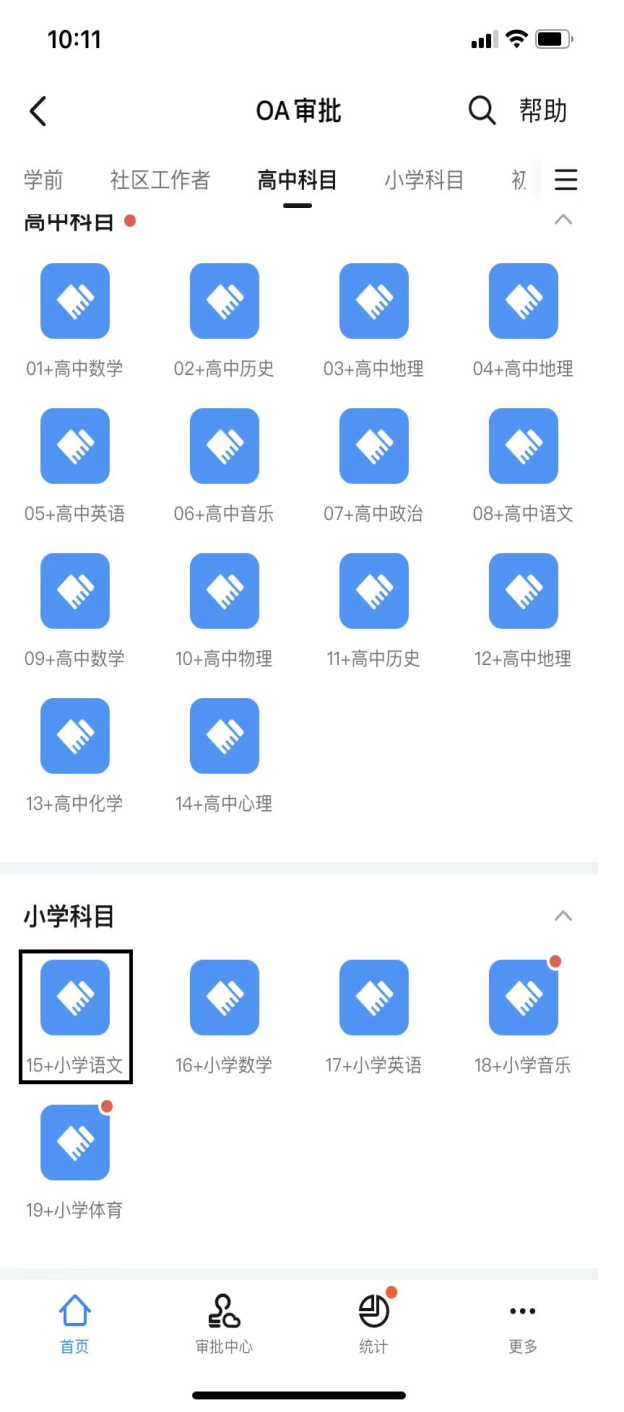 10:11
OA审批
帮助
学前 社区工作者 高中科目 小学科目 初
高中科目
01+高中数学 02+高中历史 03+高中地理 04+高中地理
05+高中英语 06+高中音乐 07+高中政治 08+高中语文
09+高中数学 10+高中物理 11+高中历史 12+高中地理
13+高中化学 14+高中心理
小学科目
15+小学语文 16+小学数学 17+小学英语 18+小学音乐
19+小学体育
首页 审批中心 统计 更多